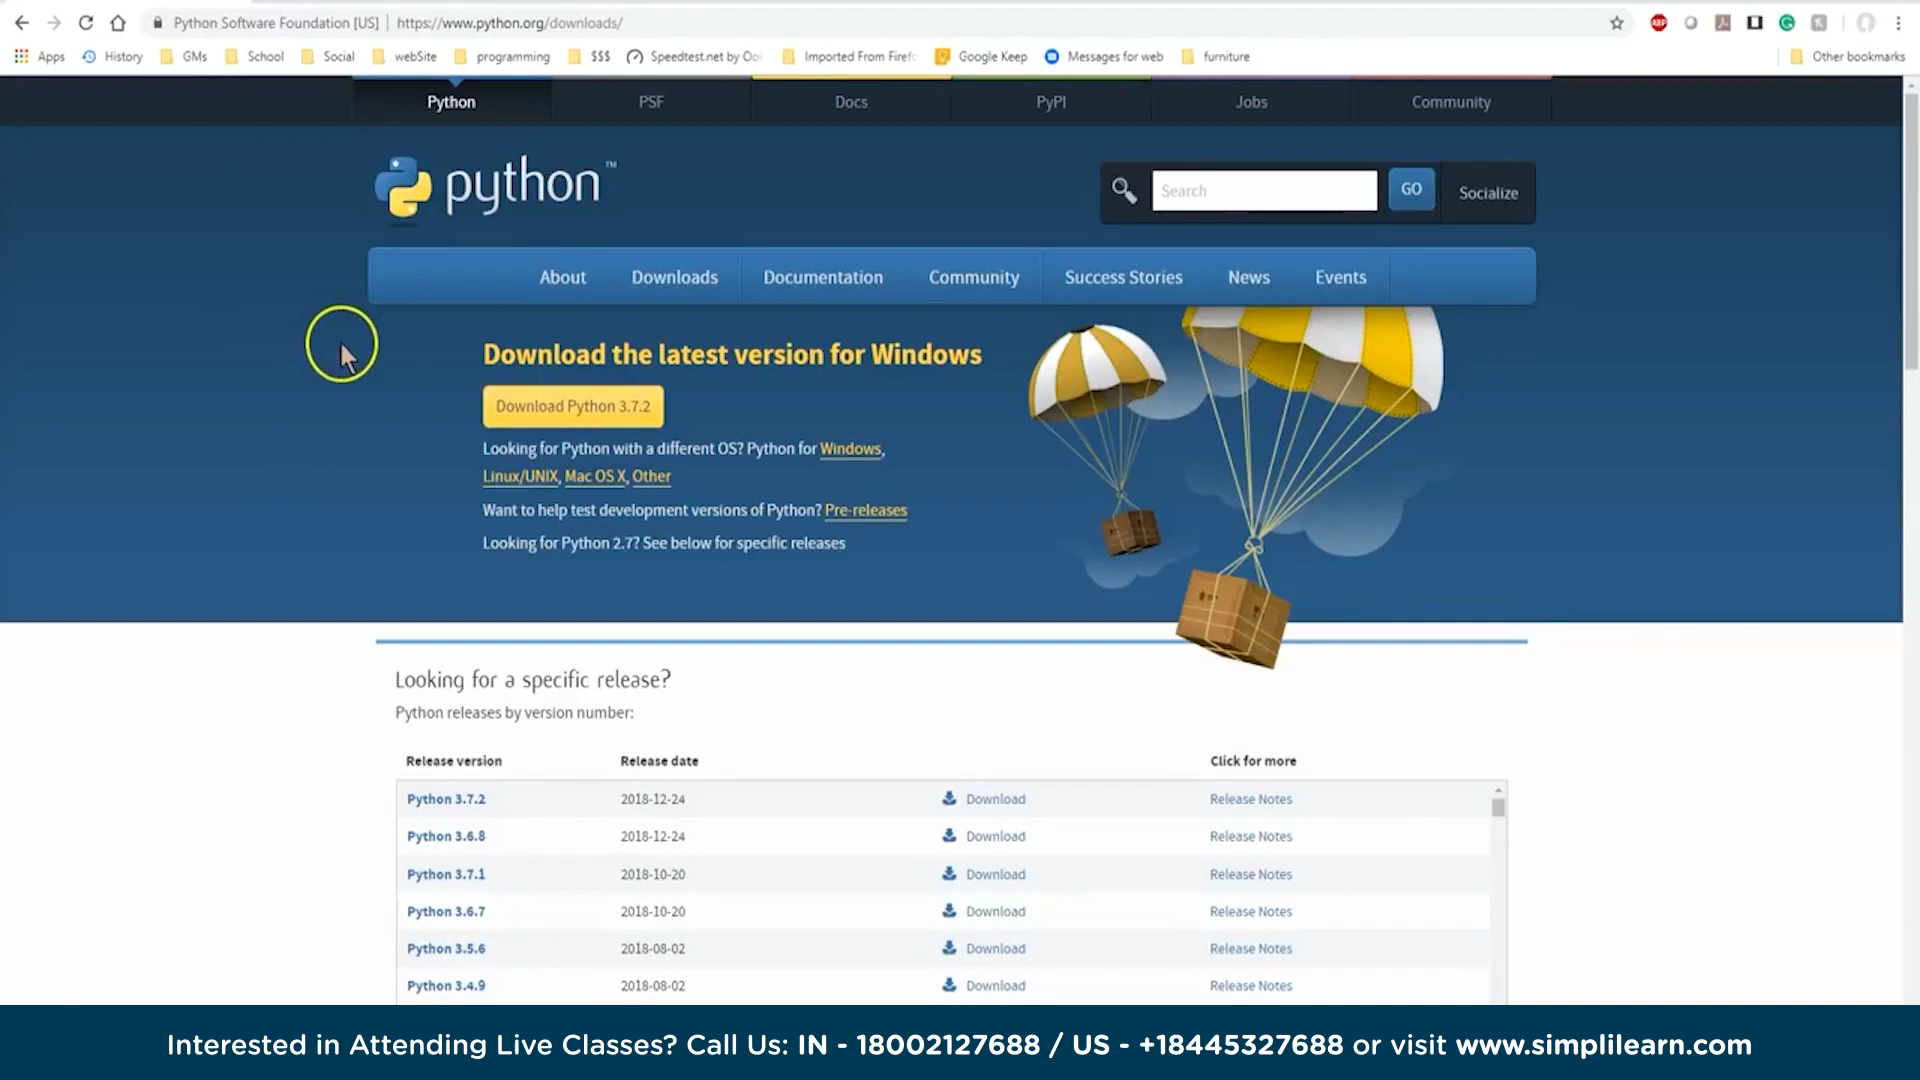 Python Software Foundation [US] | https://www.python.org/downloads/
Apps History GMs School Social webSite programming $$$ Speedtest.net by Oo Imported From Firefo Google Keep Messages for web furniture Other bookmarks
Python PSF Docs PyPI Jobs Community
python™
Search GO Socialize
About Downloads Documentation Community Success Stories News Events
Download the latest version for Windows
Download Python 3.7.2
Looking for Python with a different OS? Python for Windows,
Linux/UNIX, Mac OS X, Other
Want to help test development versions of Python? Pre-releases
Looking for Python 2.7? See below for specific releases
Looking for a specific release?
Python releases by version number:
Release version Release date Click for more
Python 3.7.2 2018-12-24 Download Release Notes
Python 3.6.8 2018-12-24 Download Release Notes
Python 3.7.1 2018-10-20 Download Release Notes
Python 3.6.7 2018-10-20 Download Release Notes
Python 3.5.6 2018-08-02 Download Release Notes
Python 3.4.9 2018-08-02 Download Release Notes
Interested in Attending Live Classes? Call Us: IN - 18002127688 / US - +18445327688 or visit www.simplilearn.com